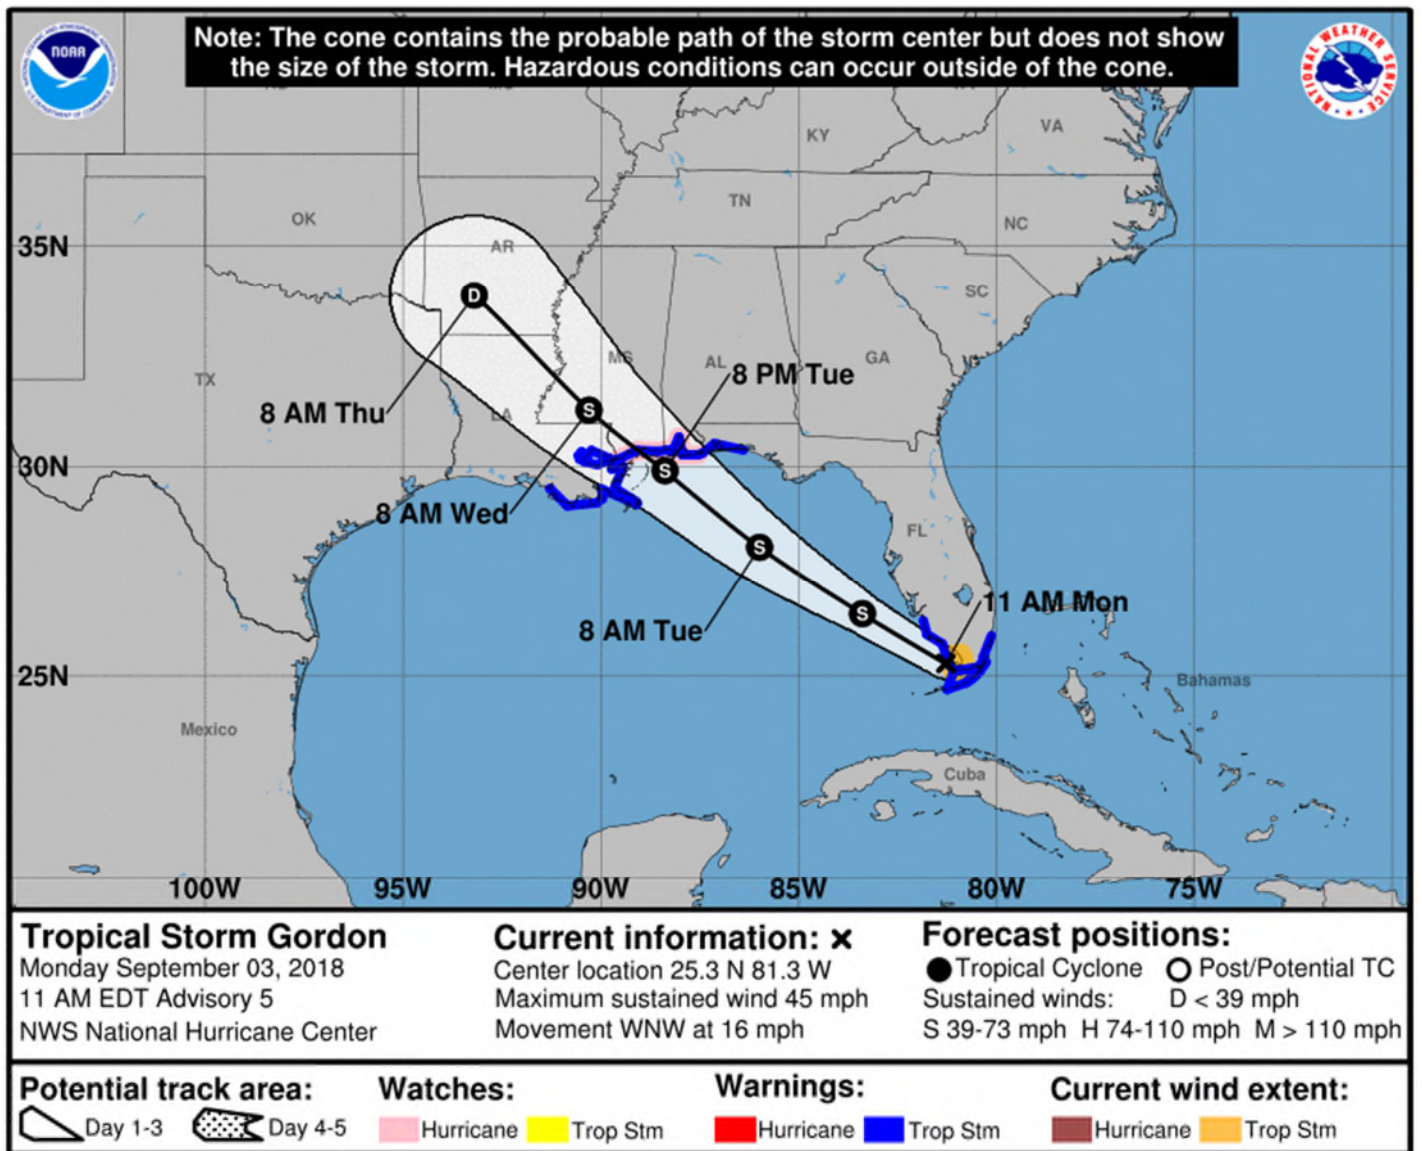 Note: The cone contains the probable path of the storm center but does not show
the size of the storm. Hazardous conditions can occur outside of the cone.
NOAA
NATIONAL WEATHER SERVICE
KY
VA
OK
TN
NC
35N
AR
SC
D
TX
MS
AL
GA
8 PM Tue
8 AM Thu
LA
S
30N
S
8 AM Wed
FL
S
8 AM Tue
S
11 AM Mon
25N
Bahamas
Mexico
Cuba
100W 95W 90W 85W 80W 75W
Tropical Storm Gordon
Monday September 03, 2018
11 AM EDT Advisory 5
NWS National Hurricane Center
Current information: x
Center location 25.3 N 81.3 W
Maximum sustained wind 45 mph
Movement WNW at 16 mph
Forecast positions:
Tropical Cyclone Post/Potential TC
Sustained winds: D < 39 mph
S 39-73 mph H 74-110 mph M > 110 mph
Potential track area:
Day 1-3 Day 4-5
Watches:
Hurricane Trop Stm
Warnings:
Hurricane Trop Stm
Current wind extent:
Hurricane Trop Stm